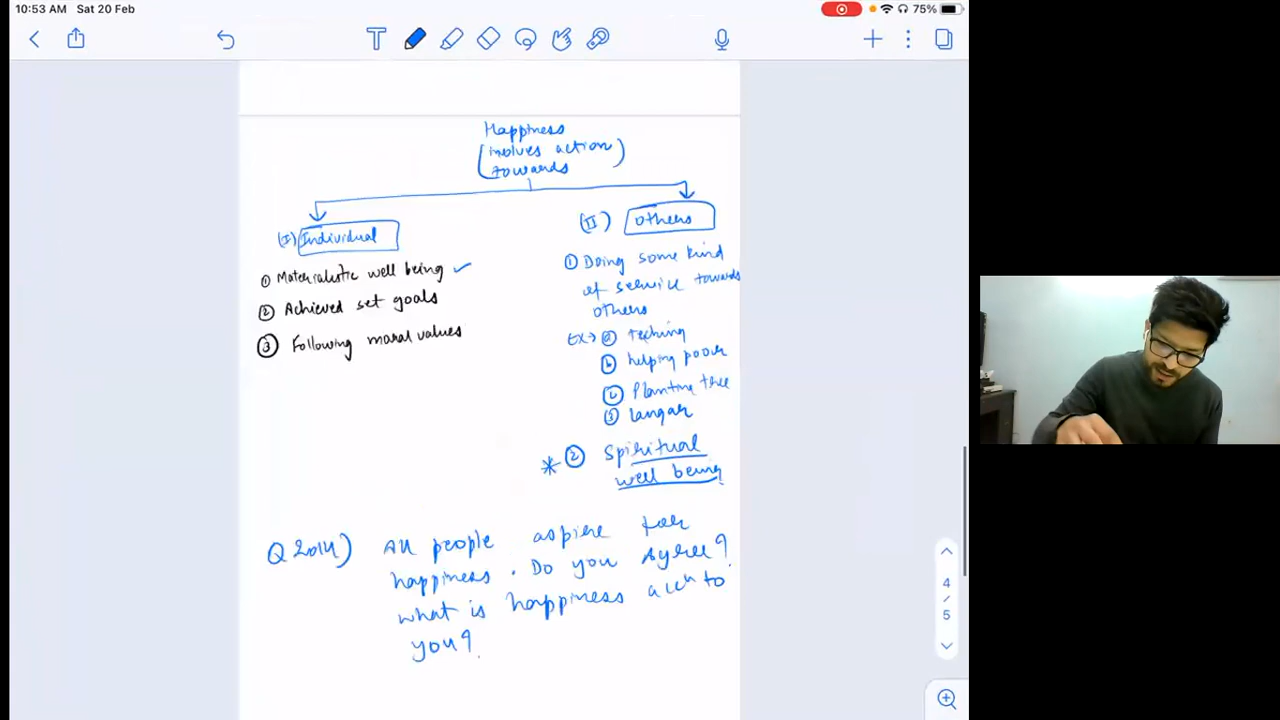 10:53 AM Sat 20 Feb
75%
T
Happiness
(involves action
towards)
(I) Individual
① Materialistic well being ✓
② Achieved set goals
③ Following moral values
(II) others
① Doing some kind
of service towards
others
Ex → ⓐ teching
ⓑ helping poor
ⓒ Planting tree
③ langar
* ② Spiritual
well being
Q 2014) All people aspire for
happiness. Do you Agree?
what is happiness accn to
you?
4
/
5